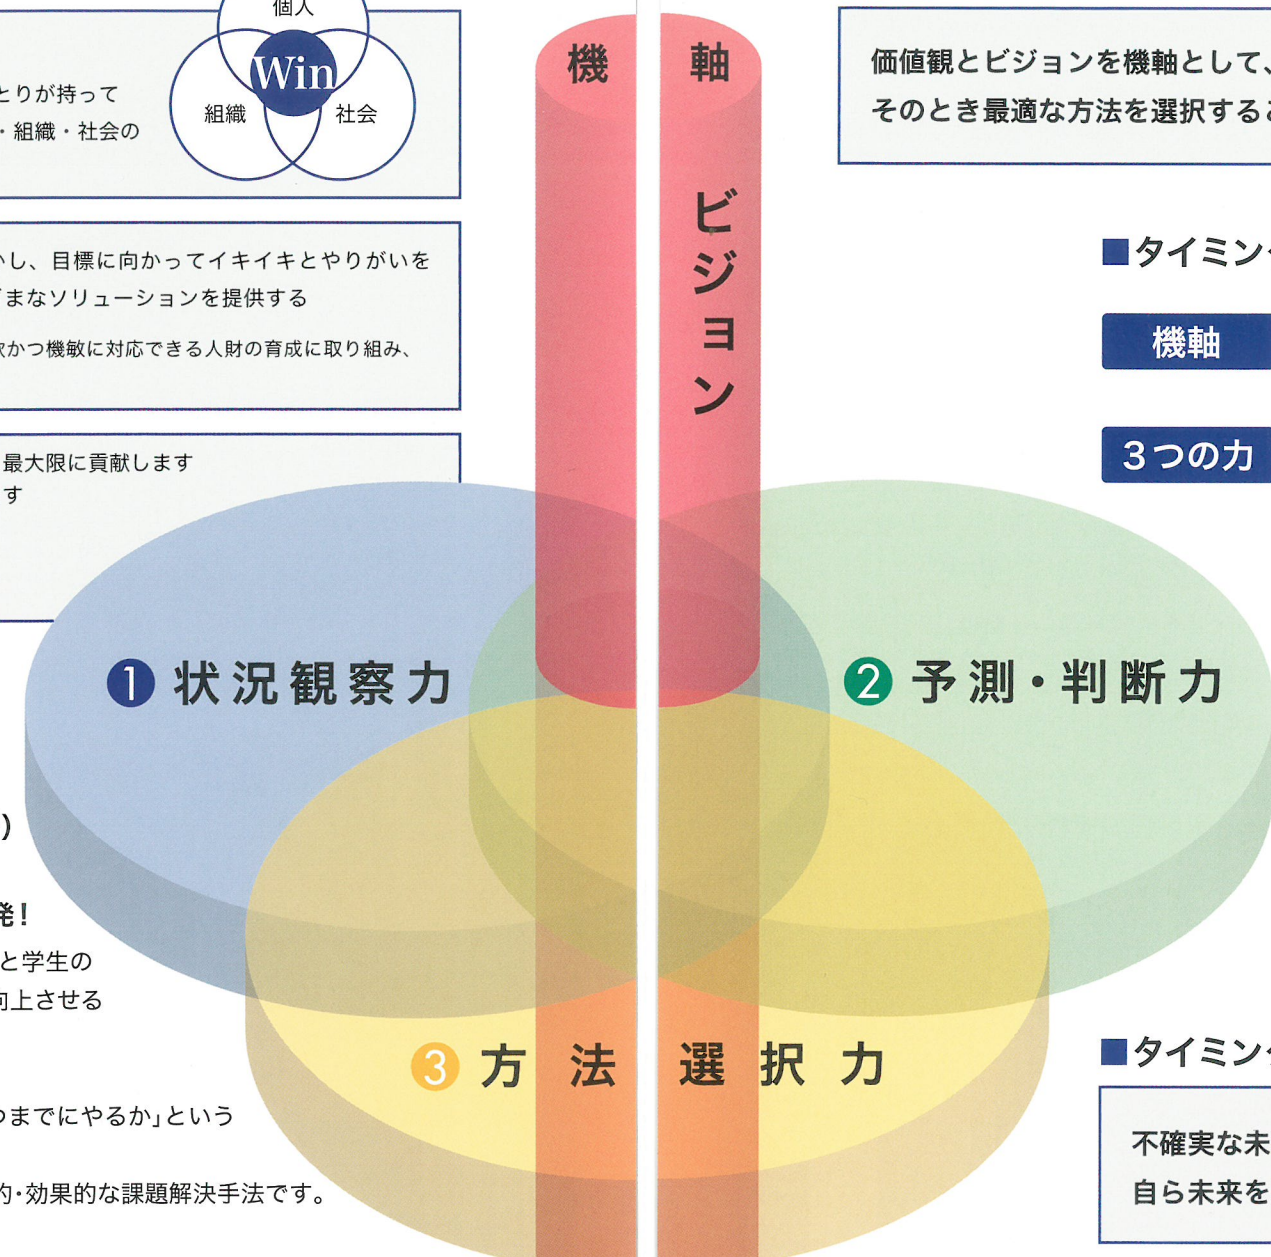 個人
Win
組織
社会
とりが持って
・組織・社会の
し、目標に向かってイキイキとやりがいを
まなソリューションを提供する
かつ機敏に対応できる人財の育成に取り組み、
最大限に貢献します
す
機軸
ビジョン
価値観とビジョンを機軸として、
そのとき最適な方法を選択する
■タイミン
機軸
3つの力
❶状況観察力
❷予測・判断力
❸方法選択力
)
発!
と学生の
向上させる
つまでにやるか」という
的・効果的な課題解決手法です。
■タイミン
不確実な未
自ら未来を